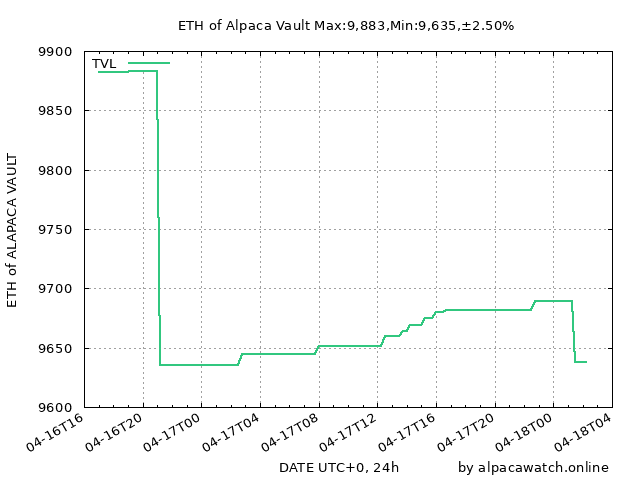 ETH of Alpaca Vault Max:9,883,Min:9,635,±2.50%
TVL
ETH of ALAPACA VAULT
9900
9850
9800
9750
9700
9650
9600
04-16T16
04-16T20
04-17T00
04-17T04
04-17T08
04-17T12
04-17T16
04-17T20
04-18T00
04-18T04
DATE UTC+0, 24h
by alpacawatch.online